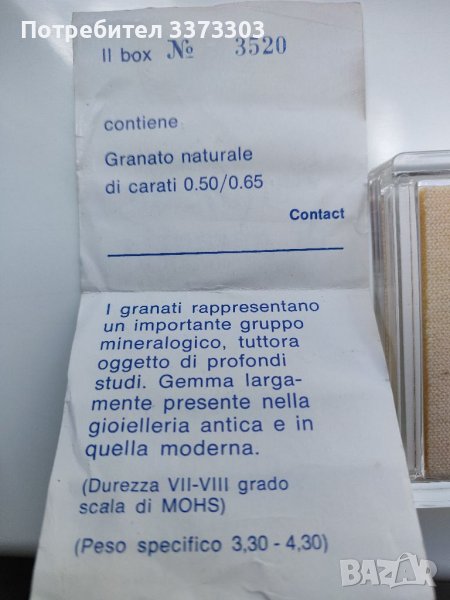 Потребител 3373303
Il box № 3520
contiene
Granato naturale
di carati 0.50/0.65
Contact
I granati rappresentano
un importante gruppo
mineralogico, tuttora
oggetto di profondi
studi. Gemma larga-
mente presente nella
gioielleria antica e in
quella moderna.
(Durezza VII-VIII grado
scala di MOHS)
(Peso specifico 3,30 - 4,30)
bazar